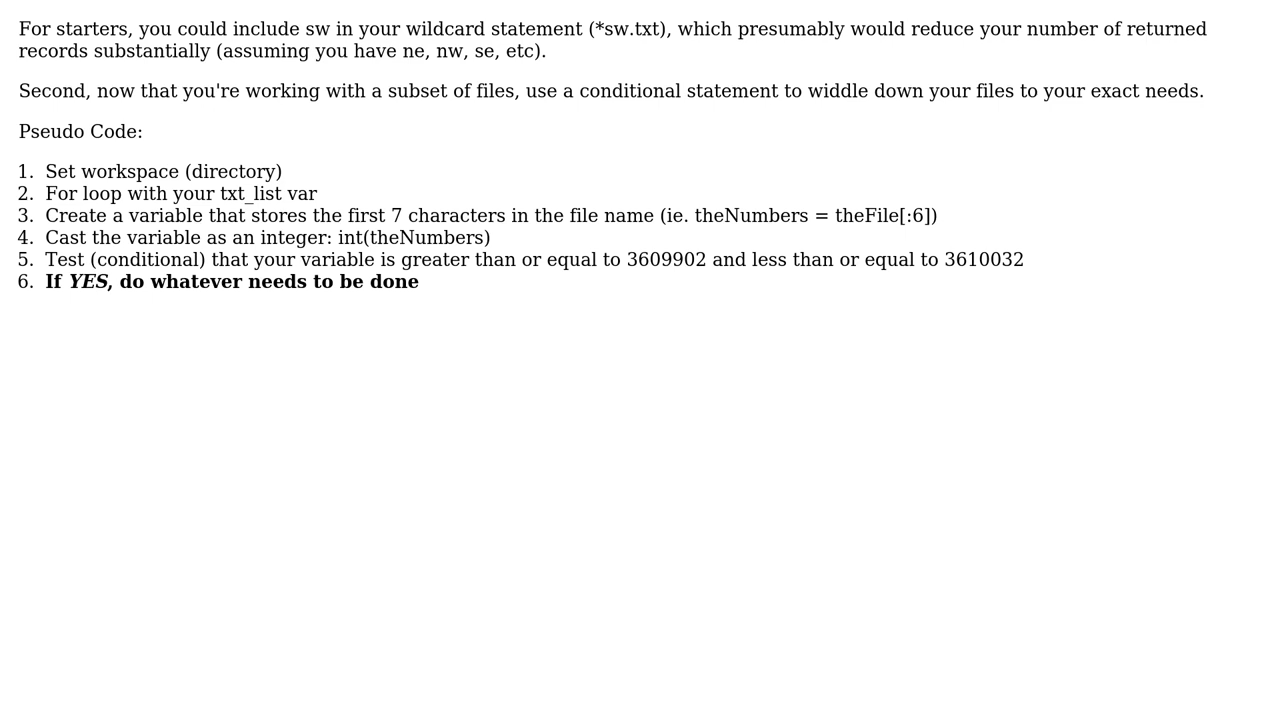 For starters, you could include sw in your wildcard statement (*sw.txt), which presumably would reduce your number of returned
records substantially (assuming you have ne, nw, se, etc).
Second, now that you're working with a subset of files, use a conditional statement to widdle down your files to your exact needs.
Pseudo Code:
1. Set workspace (directory)
2. For loop with your txt_list var
3. Create a variable that stores the first 7 characters in the file name (ie. theNumbers = theFile[:6])
4. Cast the variable as an integer: int(theNumbers)
5. Test (conditional) that your variable is greater than or equal to 3609902 and less than or equal to 3610032
6. If YES, do whatever needs to be done